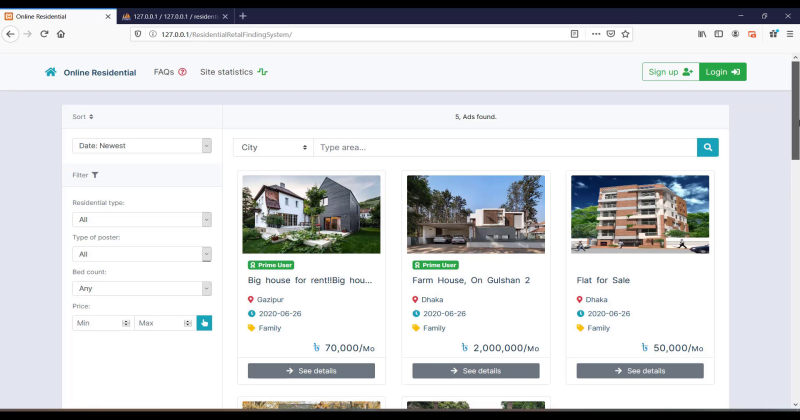 Online Residential
127.0.0.1 / 127.0.0.1 / residenti
127.0.0.1/ResidentialRetalFindingSystem/
Online Residential
FAQs
Site statistics
Sign up
Login
Sort
5, Ads found.
Date: Newest
City
Type area...
Filter
Residential type:
All
Type of poster:
All
Bed count:
Any
Price:
Min
Max
Prime User
Big house for rent!!Big hou...
Gazipur
2020-06-26
Family
৳ 70,000/Mo
See details
Prime User
Farm House, On Gulshan 2
Dhaka
2020-06-26
Family
৳ 2,000,000/Mo
See details
Flat for Sale
Dhaka
2020-06-26
Family
৳ 50,000/Mo
See details